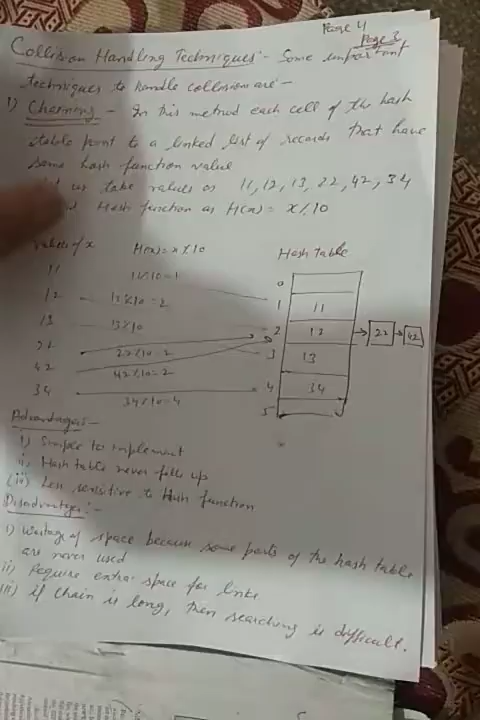 Page 4
Page 3
Collision Handling Techniques - Some important
techniques to handle collision are -
1) Chaining - In this method each cell of the hash
table point to a linked list of records that have
same hash function value
us take values as 11, 12, 13, 22, 42, 34
Hash function as H(x) = x % 10
Values of x H(x) = x % 10 Hash table
0
11 11 % 10 = 1 1 11
12 12 % 10 = 2 2 12 22 42
13 13 % 10 3 13
22 22 % 10 = 2
42 42 % 10 = 2
34 34 % 10 = 4 4 34
5
Advantages -
i) Simple to implement
ii) Hash table never fills up
(iii) Less sensitive to Hash function
Disadvantages : -
i) Wastage of space because some parts of the hash table
are never used
ii) Require extra space for links
iii) if Chain is long, then searching is difficult.